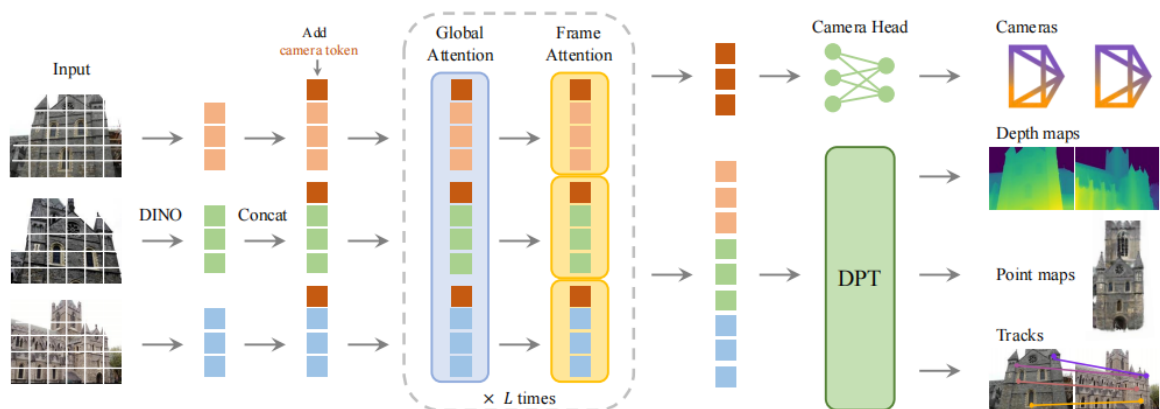 Input
DINO
Concat
Add
camera token
Global
Attention
Frame
Attention
× L times
Camera Head
DPT
Cameras
Depth maps
Point maps
Tracks